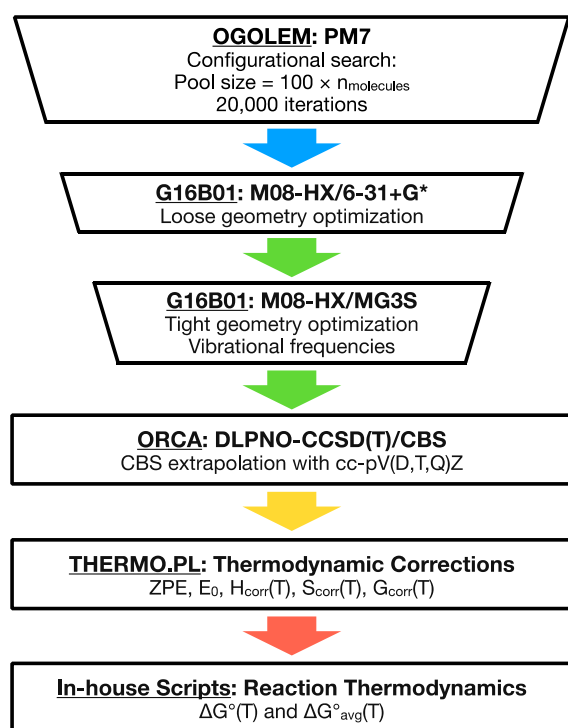 OGOLEM: PM7
Configurational search:
Pool size = 100 × nmolecules
20,000 iterations
G16B01: M08-HX/6-31+G*
Loose geometry optimization
G16B01: M08-HX/MG3S
Tight geometry optimization
Vibrational frequencies
ORCA: DLPNO-CCSD(T)/CBS
CBS extrapolation with cc-pV(D,T,Q)Z
THERMO.PL: Thermodynamic Corrections
ZPE, E₀, Hcorr(T), Scorr(T), Gcorr(T)
In-house Scripts: Reaction Thermodynamics
ΔG°(T) and ΔG°avg(T)